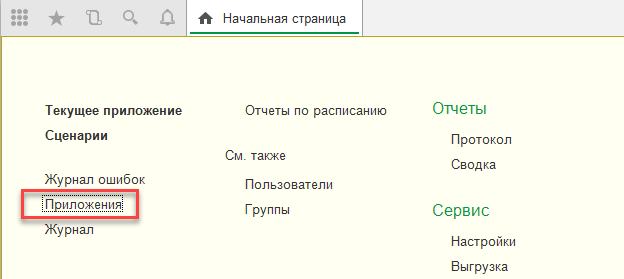 Начальная страница
Текущее приложение
Сценарии
Журнал ошибок
Приложения
Журнал
Отчеты по расписанию
См. также
Пользователи
Группы
Отчеты
Протокол
Сводка
Сервис
Настройки
Выгрузка